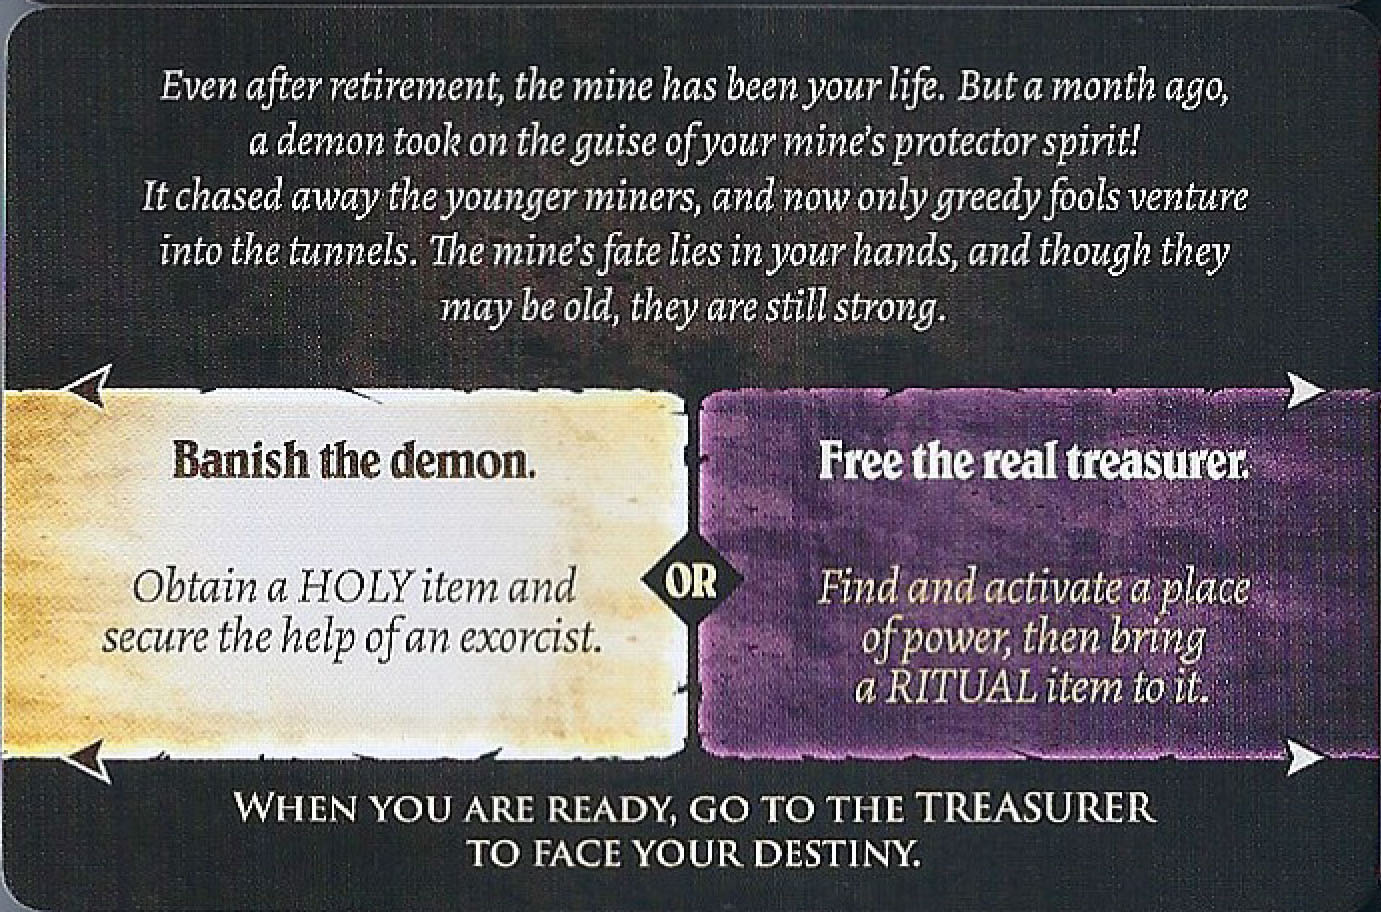 Even after retirement, the mine has been your life. But a month ago,
a demon took on the guise of your mine's protector spirit!
It chased away the younger miners, and now only greedy fools venture
into the tunnels. The mine's fate lies in your hands, and though they
may be old, they are still strong.
Banish the demon.
Obtain a HOLY item and
secure the help of an exorcist.
OR
Free the real treasurer.
Find and activate a place
of power, then bring
a RITUAL item to it.
WHEN YOU ARE READY, GO TO THE TREASURER
TO FACE YOUR DESTINY.